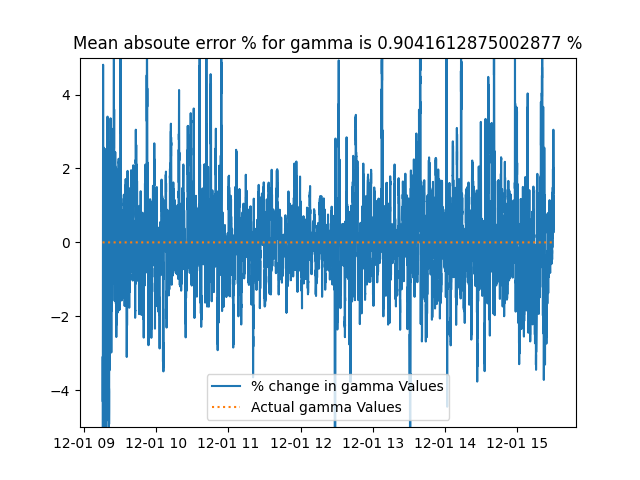 Mean absoute error % for gamma is 0.9041612875002877 %
4
2
0
−2
−4
% change in gamma Values
Actual gamma Values
12-01 09 12-01 10 12-01 11 12-01 12 12-01 13 12-01 14 12-01 15